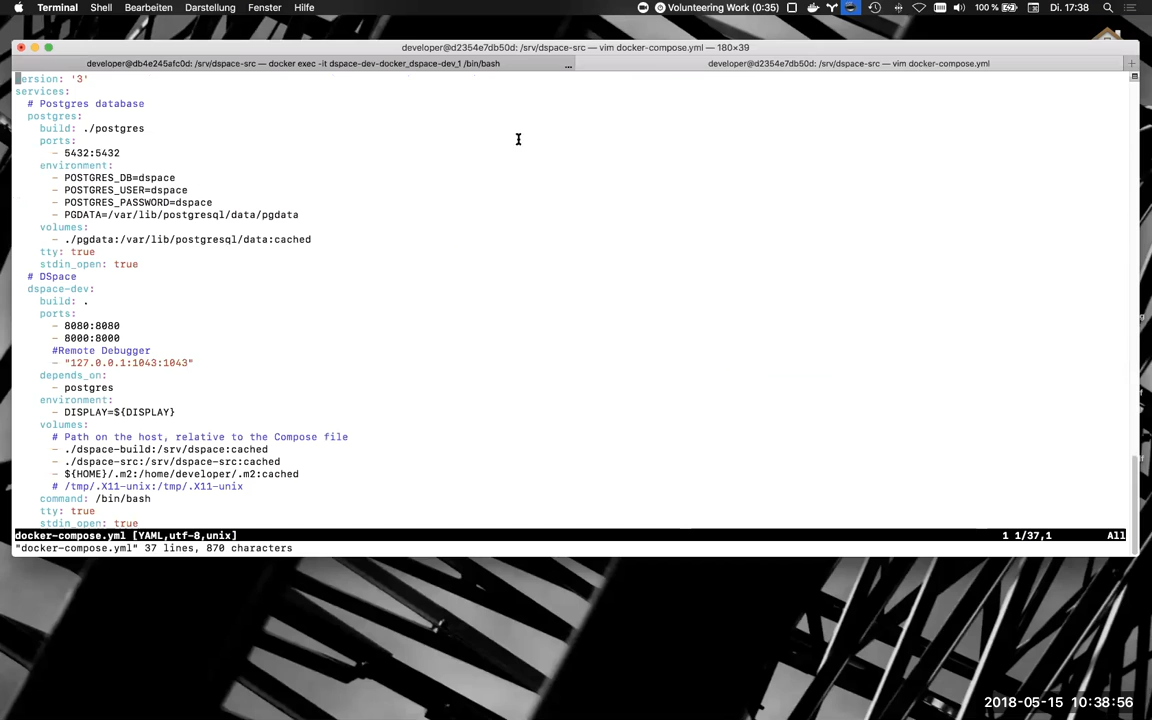 Terminal Shell Bearbeiten Darstellung Fenster Hilfe Volunteering Work (0:35) 100 % Di. 17:38
developer@d2354e7db50d: /srv/dspace-src — vim docker-compose.yml — 180×39
developer@db4e245afc0d: /srv/dspace-src — docker exec -it dspace-dev-docker_dspace-dev_1 /bin/bash ... developer@d2354e7db50d: /srv/dspace-src — vim docker-compose.yml +
ersion: '3'
services:
# Postgres database
postgres:
build: ./postgres
ports:
- 5432:5432
environment:
- POSTGRES_DB=dspace
- POSTGRES_USER=dspace
- POSTGRES_PASSWORD=dspace
- PGDATA=/var/lib/postgresql/data/pgdata
volumes:
- ./pgdata:/var/lib/postgresql/data:cached
tty: true
stdin_open: true
# DSpace
dspace-dev:
build: .
ports:
- 8080:8080
- 8000:8000
#Remote Debugger
- "127.0.0.1:1043:1043"
depends_on:
- postgres
environment:
- DISPLAY=${DISPLAY}
volumes:
# Path on the host, relative to the Compose file
- ./dspace-build:/srv/dspace:cached
- ./dspace-src:/srv/dspace-src:cached
- ${HOME}/.m2:/home/developer/.m2:cached
# /tmp/.X11-unix:/tmp/.X11-unix
command: /bin/bash
tty: true
stdin_open: true
docker-compose.yml [YAML,utf-8,unix] 1 1/37,1 All
"docker-compose.yml" 37 lines, 870 characters
2018-05-15 10:38:56